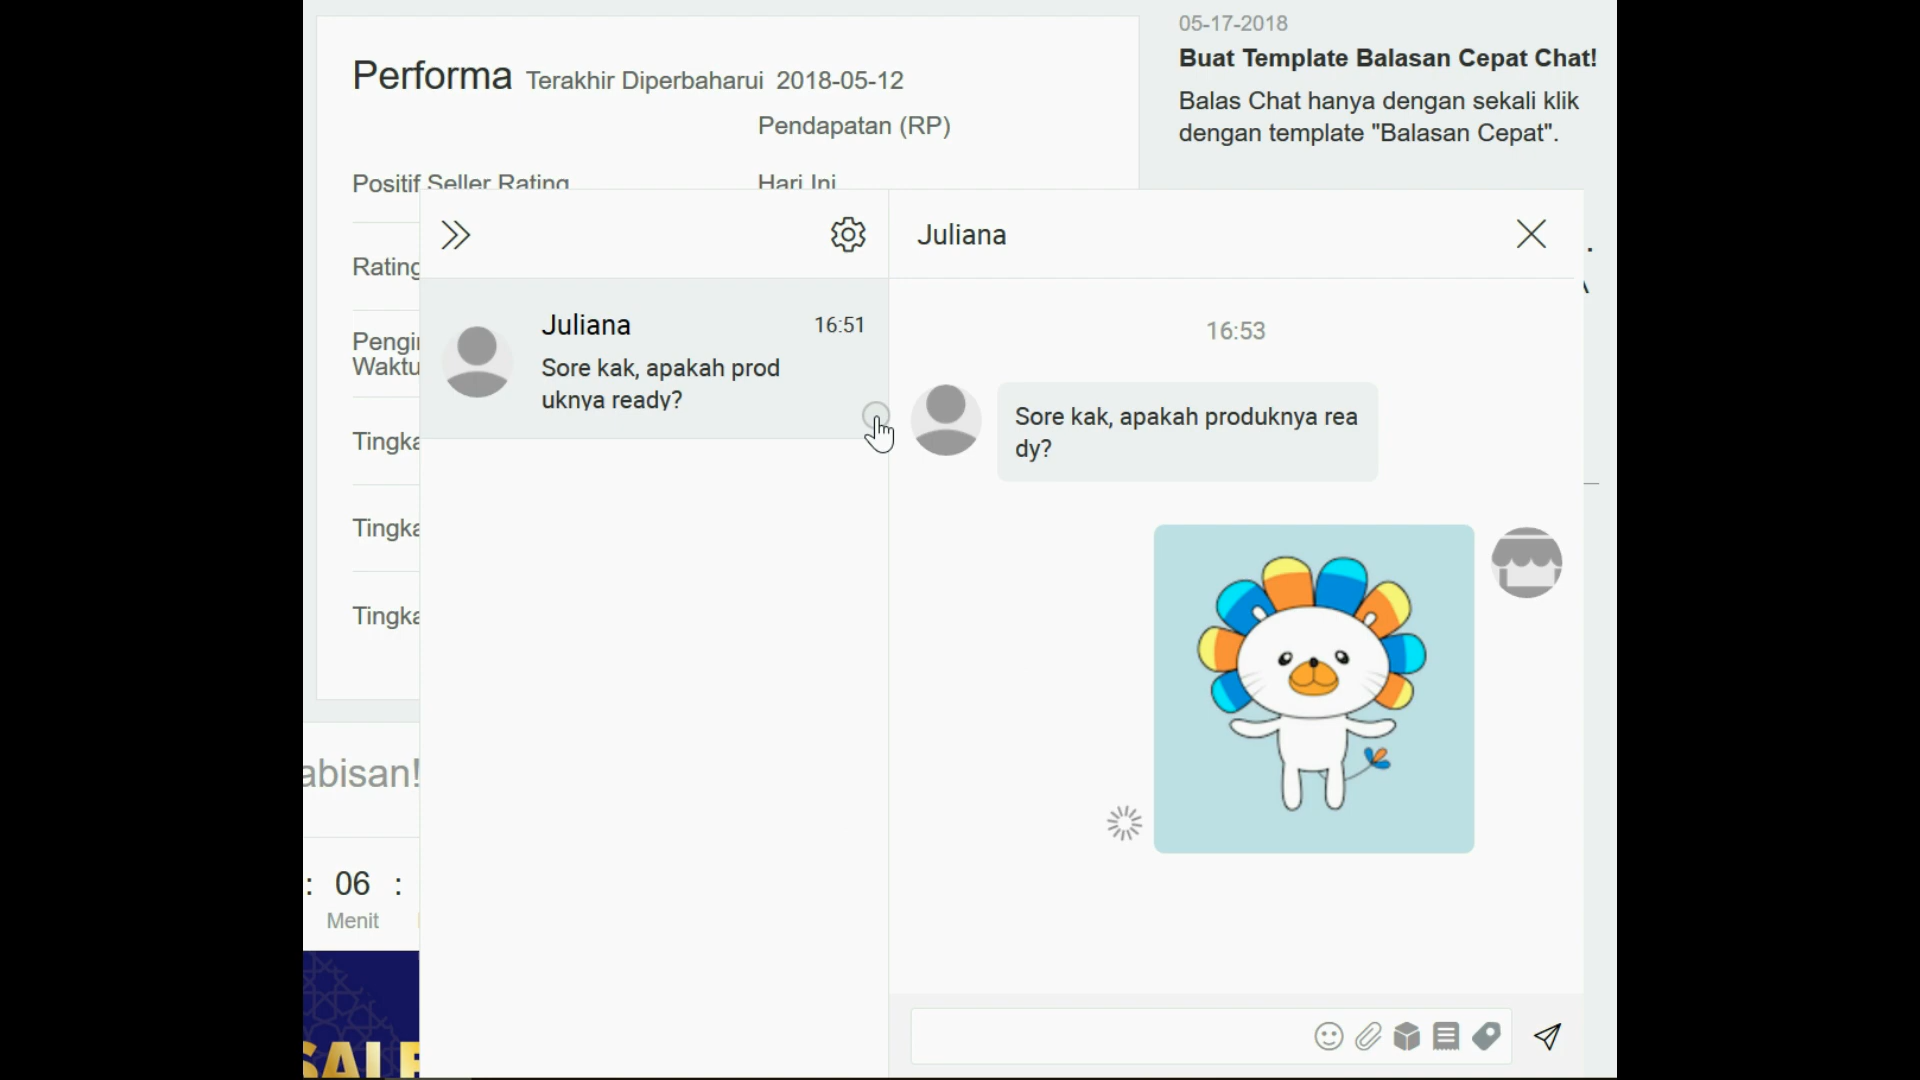 05-17-2018
Buat Template Balasan Cepat Chat!
Balas Chat hanya dengan sekali klik
dengan template "Balasan Cepat".
Performa Terakhir Diperbaharui 2018-05-12
Pendapatan (RP)
Positif Seller Rating
Hari Ini
Rating
Juliana
Juliana 16:51
Sore kak, apakah prod
uknya ready?
16:53
Sore kak, apakah produknya rea
dy?
abisan!
: 06 :
Menit
SALE